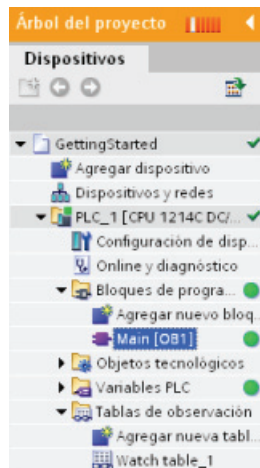 Árbol del proyecto
Dispositivos
GettingStarted
Agregar dispositivo
Dispositivos y redes
PLC_1 [CPU 1214C DC/...
Configuración de disp...
Online y diagnóstico
Bloques de progra...
Agregar nuevo bloq.
Main [OB1]
Objetos tecnológicos
Variables PLC
Tablas de observación
Agregar nueva tabl..
Watch table_1